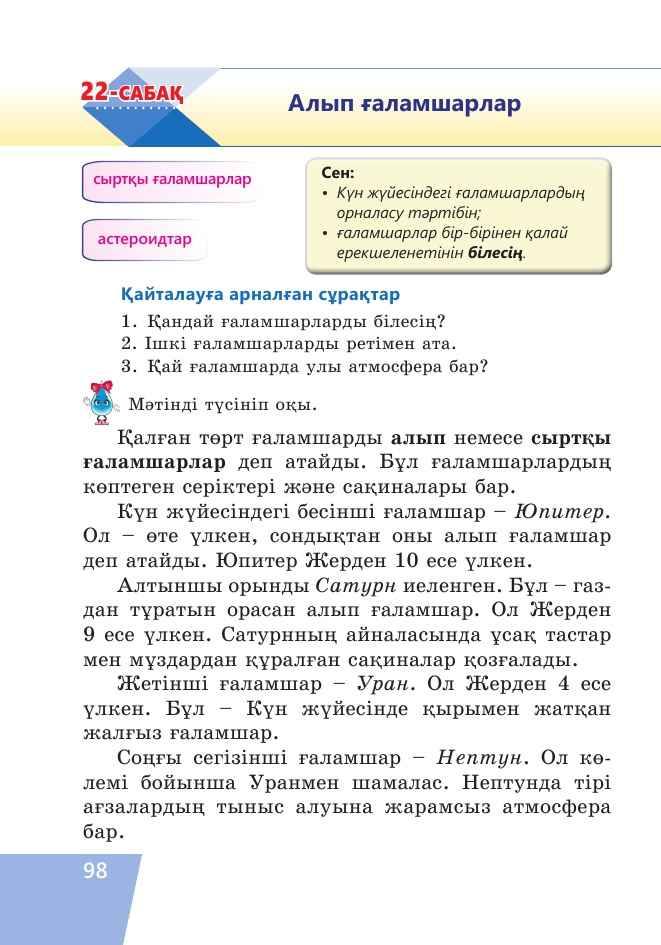 22-САБАҚ
Алып ғаламшарлар
сыртқы ғаламшарлар
астероидтар
Сен:
• Күн жүйесіндегі ғаламшарлардың
орналасу тәртібін;
• ғаламшарлар бір-бірінен қалай
ерекшеленетінін білесің.
Қайталауға арналған сұрақтар
1. Қандай ғаламшарларды білесің?
2. Ішкі ғаламшарларды ретімен ата.
3. Қай ғаламшарда улы атмосфера бар?
Мәтінді түсініп оқы.
Қалған төрт ғаламшарды алып немесе сыртқы
ғаламшарлар деп атайды. Бұл ғаламшарлардың
көптеген серіктері және сақиналары бар.
Күн жүйесіндегі бесінші ғаламшар – Юпитер.
Ол – өте үлкен, сондықтан оны алып ғаламшар
деп атайды. Юпитер Жерден 10 есе үлкен.
Алтыншы орынды Сатурн иеленген. Бұл – газ-
дан тұратын орасан алып ғаламшар. Ол Жерден
9 есе үлкен. Сатурнның айналасында ұсақ тастар
мен мұздардан құралған сақиналар қозғалады.
Жетінші ғаламшар – Уран. Ол Жерден 4 есе
үлкен. Бұл – Күн жүйесінде қырымен жатқан
жалғыз ғаламшар.
Соңғы сегізінші ғаламшар – Нептун. Ол кө-
лемі бойынша Уранмен шамалас. Нептунда тірі
ағзалардың тыныс алуына жарамсыз атмосфера
бар.
98